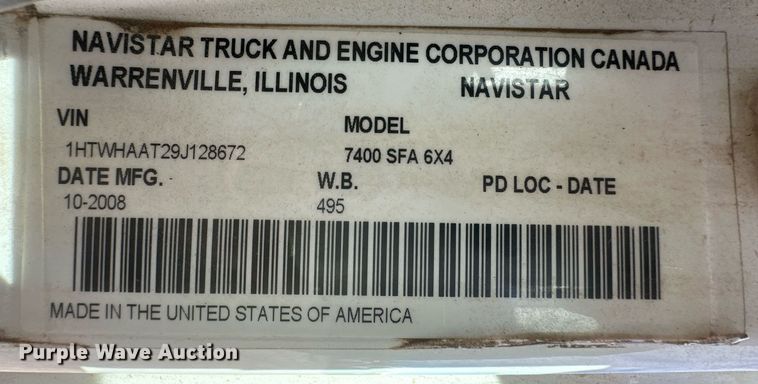 NAVISTAR TRUCK AND ENGINE CORPORATION CANADA
WARRENVILLE, ILLINOIS NAVISTAR
VIN MODEL
1HTWHAAT29J128672 7400 SFA 6X4
DATE MFG. W.B. PD LOC - DATE
10-2008 495
MADE IN THE UNITED STATES OF AMERICA
Purple Wave Auction